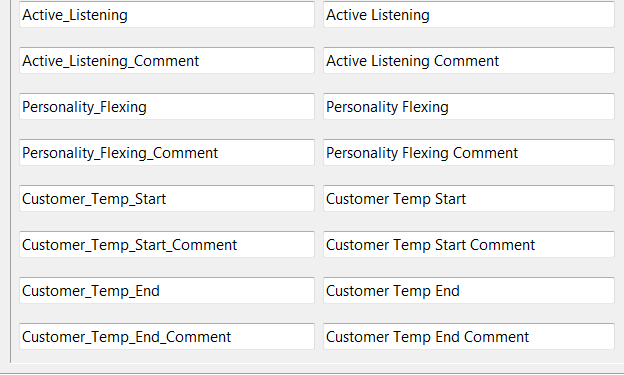 Active_Listening Active Listening
Active_Listening_Comment Active Listening Comment
Personality_Flexing Personality Flexing
Personality_Flexing_Comment Personality Flexing Comment
Customer_Temp_Start Customer Temp Start
Customer_Temp_Start_Comment Customer Temp Start Comment
Customer_Temp_End Customer Temp End
Customer_Temp_End_Comment Customer Temp End Comment